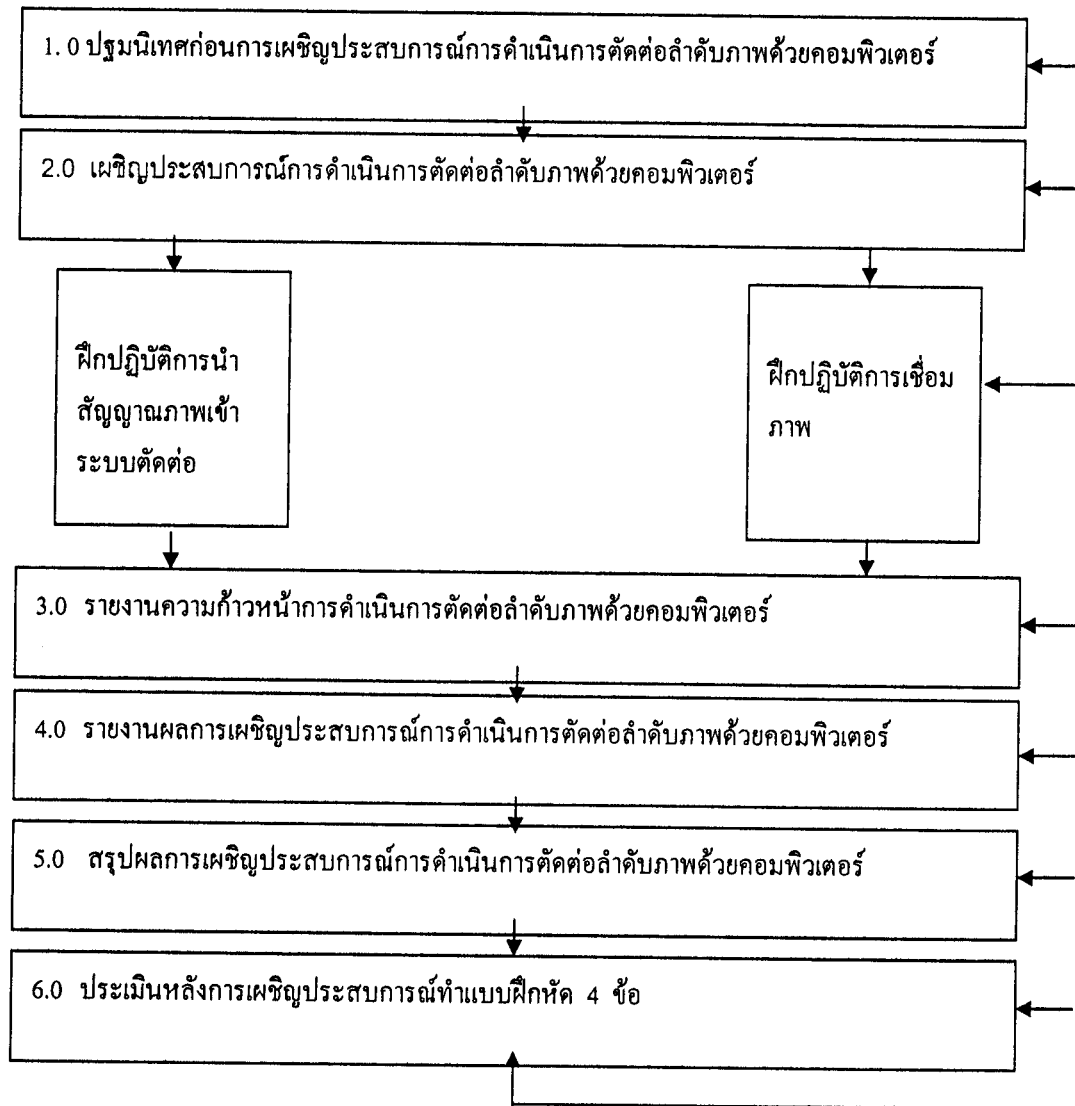 1. 0 ปฐมนิเทศก่อนการเผชิญประสบการณ์การดำเนินการตัดต่อลำดับภาพด้วยคอมพิวเตอร์
2.0 เผชิญประสบการณ์การดำเนินการตัดต่อลำดับภาพด้วยคอมพิวเตอร์
ฝึกปฏิบัติการนำ
สัญญาณภาพเข้า
ระบบตัดต่อ
ฝึกปฏิบัติการเชื่อม
ภาพ
3.0 รายงานความก้าวหน้าการดำเนินการตัดต่อลำดับภาพด้วยคอมพิวเตอร์
4.0 รายงานผลการเผชิญประสบการณ์การดำเนินการตัดต่อลำดับภาพด้วยคอมพิวเตอร์
5.0 สรุปผลการเผชิญประสบการณ์การดำเนินการตัดต่อลำดับภาพด้วยคอมพิวเตอร์
6.0 ประเมินหลังการเผชิญประสบการณ์ทำแบบฝึกหัด 4 ข้อ